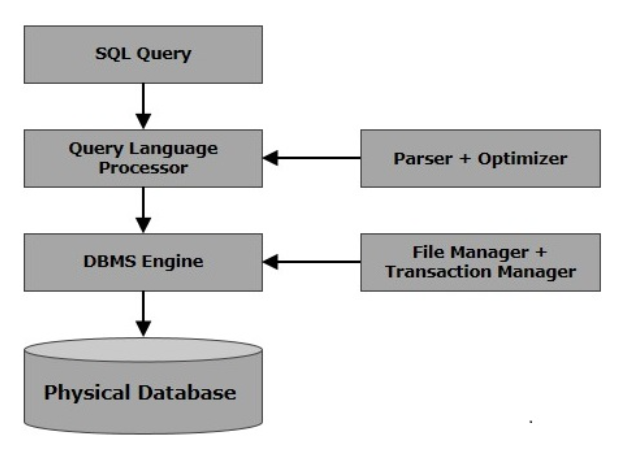 SQL Query
Query Language
Processor
Parser + Optimizer
DBMS Engine
File Manager +
Transaction Manager
Physical Database
.